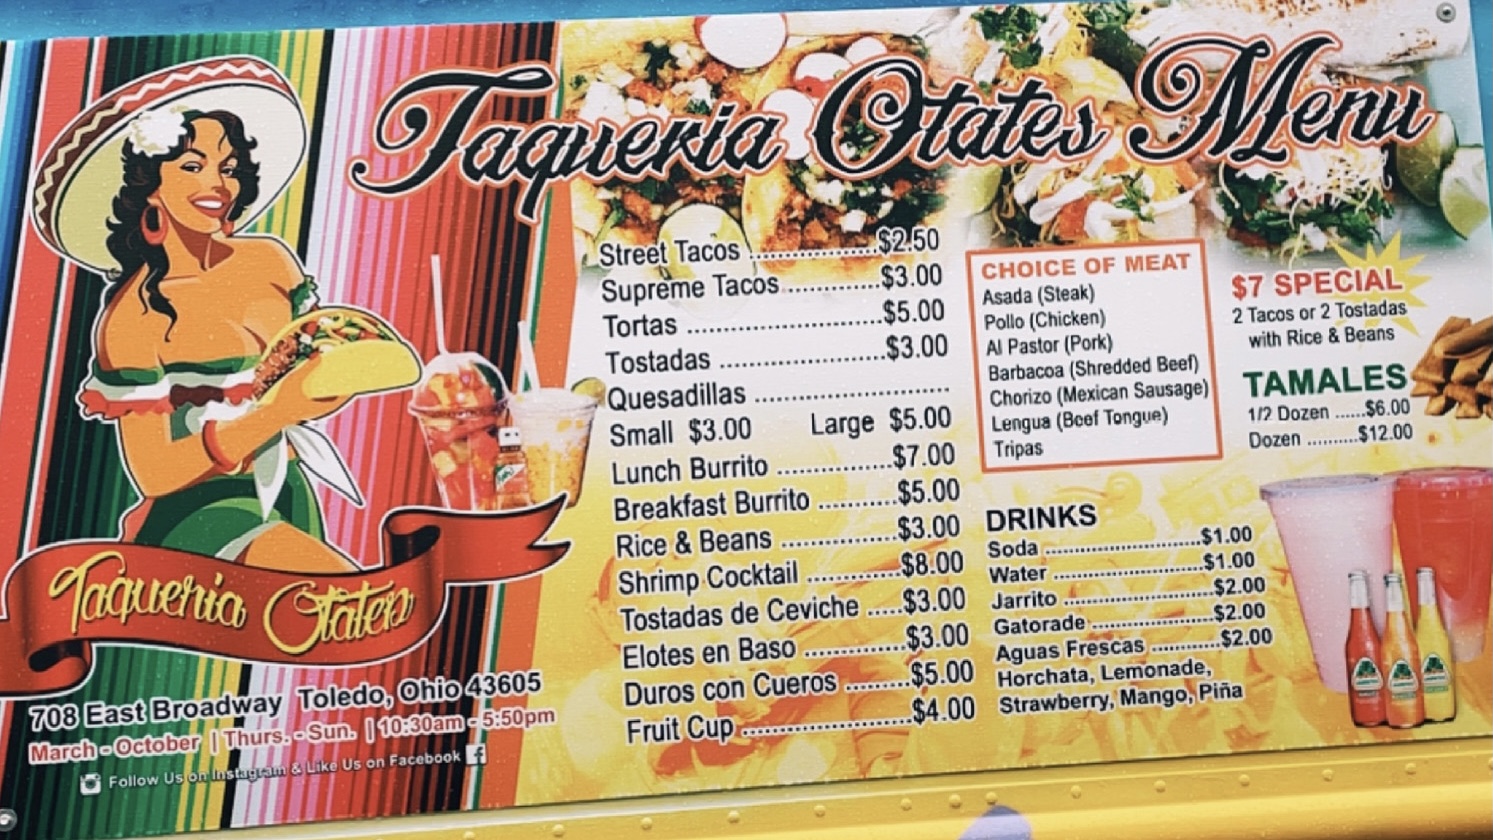 Taqueria Otates Menu
Street Tacos ....................$2.50
Supreme Tacos ..............$3.00
Tortas ...............................$5.00
Tostadas ..........................$3.00
Quesadillas ...............................
Small $3.00 Large $5.00
Lunch Burrito ..................$7.00
Breakfast Burrito ............$5.00
Rice & Beans ..................$3.00
Shrimp Cocktail ..............$8.00
Tostadas de Ceviche .....$3.00
Elotes en Baso ................$3.00
Duros con Cueros .........$5.00
Fruit Cup ..........................$4.00
CHOICE OF MEAT
Asada (Steak)
Pollo (Chicken)
Al Pastor (Pork)
Barbacoa (Shredded Beef)
Chorizo (Mexican Sausage)
Lengua (Beef Tongue)
Tripas
$7 SPECIAL
2 Tacos or 2 Tostadas
with Rice & Beans
TAMALES
1/2 Dozen ......$6.00
Dozen ..........$12.00
DRINKS
Soda ..............................$1.00
Water .............................$1.00
Jarrito .............................$2.00
Gatorade .......................$2.00
Aguas Frescas .............$2.00
Horchata, Lemonade,
Strawberry, Mango, Piña
Taqueria Otates
708 East Broadway Toledo, Ohio 43605
March - October | Thurs. - Sun. | 10:30am - 5:50pm
Follow Us on Instagram & Like Us on Facebook